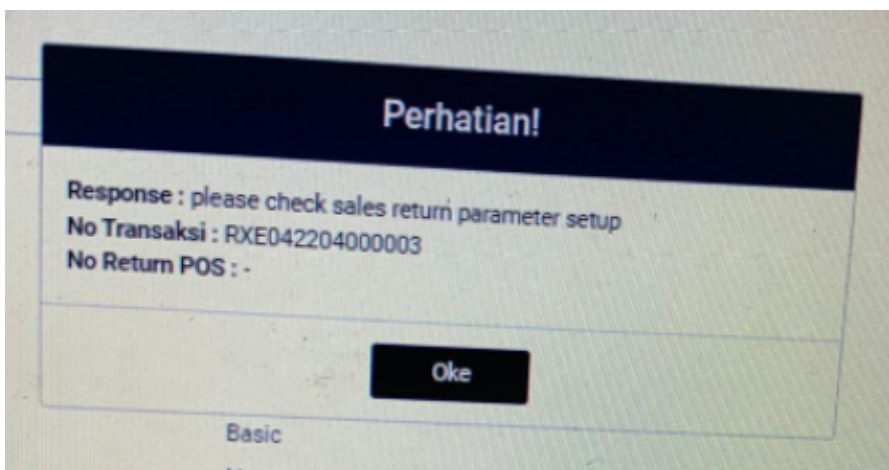 Perhatian!
Response : please check sales return parameter setup
No Transaksi : RXE042204000003
No Return POS : -
Oke
Basic